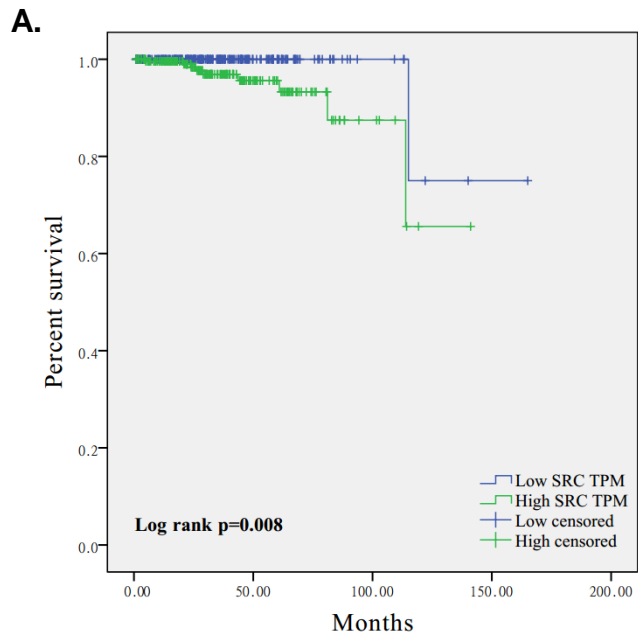 A.
1.0
0.8
0.6
0.4
0.2
0.0
Percent survival
Low SRC TPM
High SRC TPM
Low censored
High censored
Log rank p=0.008
0.00 50.00 100.00 150.00 200.00
Months